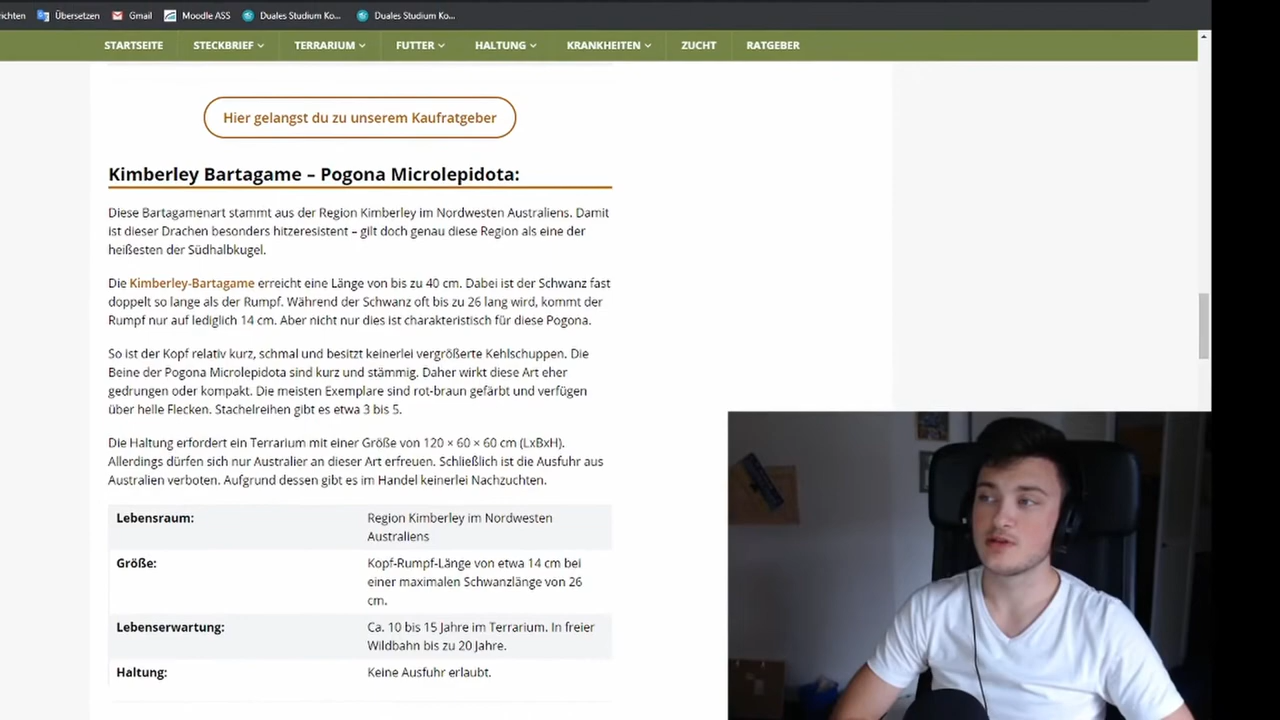 ichten Übersetzen Gmail Moodle ASS Duales Studium Ko... Duales Studium Ko...
STARTSEITE STECKBRIEF TERRARIUM FUTTER HALTUNG KRANKHEITEN ZUCHT RATGEBER
Hier gelangst du zu unserem Kaufratgeber
Kimberley Bartagame – Pogona Microlepidota:
Diese Bartagamenart stammt aus der Region Kimberley im Nordwesten Australiens. Damit
ist dieser Drachen besonders hitzeresistent – gilt doch genau diese Region als eine der
heißesten der Südhalbkugel.
Die Kimberley-Bartagame erreicht eine Länge von bis zu 40 cm. Dabei ist der Schwanz fast
doppelt so lange als der Rumpf. Während der Schwanz oft bis zu 26 lang wird, kommt der
Rumpf nur auf lediglich 14 cm. Aber nicht nur dies ist charakteristisch für diese Pogona.
So ist der Kopf relativ kurz, schmal und besitzt keinerlei vergrößerte Kehlschuppen. Die
Beine der Pogona Microlepidota sind kurz und stämmig. Daher wirkt diese Art eher
gedrungen oder kompakt. Die meisten Exemplare sind rot-braun gefärbt und verfügen
über helle Flecken. Stachelreihen gibt es etwa 3 bis 5.
Die Haltung erfordert ein Terrarium mit einer Größe von 120 × 60 × 60 cm (LxBxH).
Allerdings dürfen sich nur Australier an dieser Art erfreuen. Schließlich ist die Ausfuhr aus
Australien verboten. Aufgrund dessen gibt es im Handel keinerlei Nachzuchten.
Lebensraum: Region Kimberley im Nordwesten
Australiens
Größe: Kopf-Rumpf-Länge von etwa 14 cm bei
einer maximalen Schwanzlänge von 26
cm.
Lebenserwartung: Ca. 10 bis 15 Jahre im Terrarium. In freier
Wildbahn bis zu 20 Jahre.
Haltung: Keine Ausfuhr erlaubt.